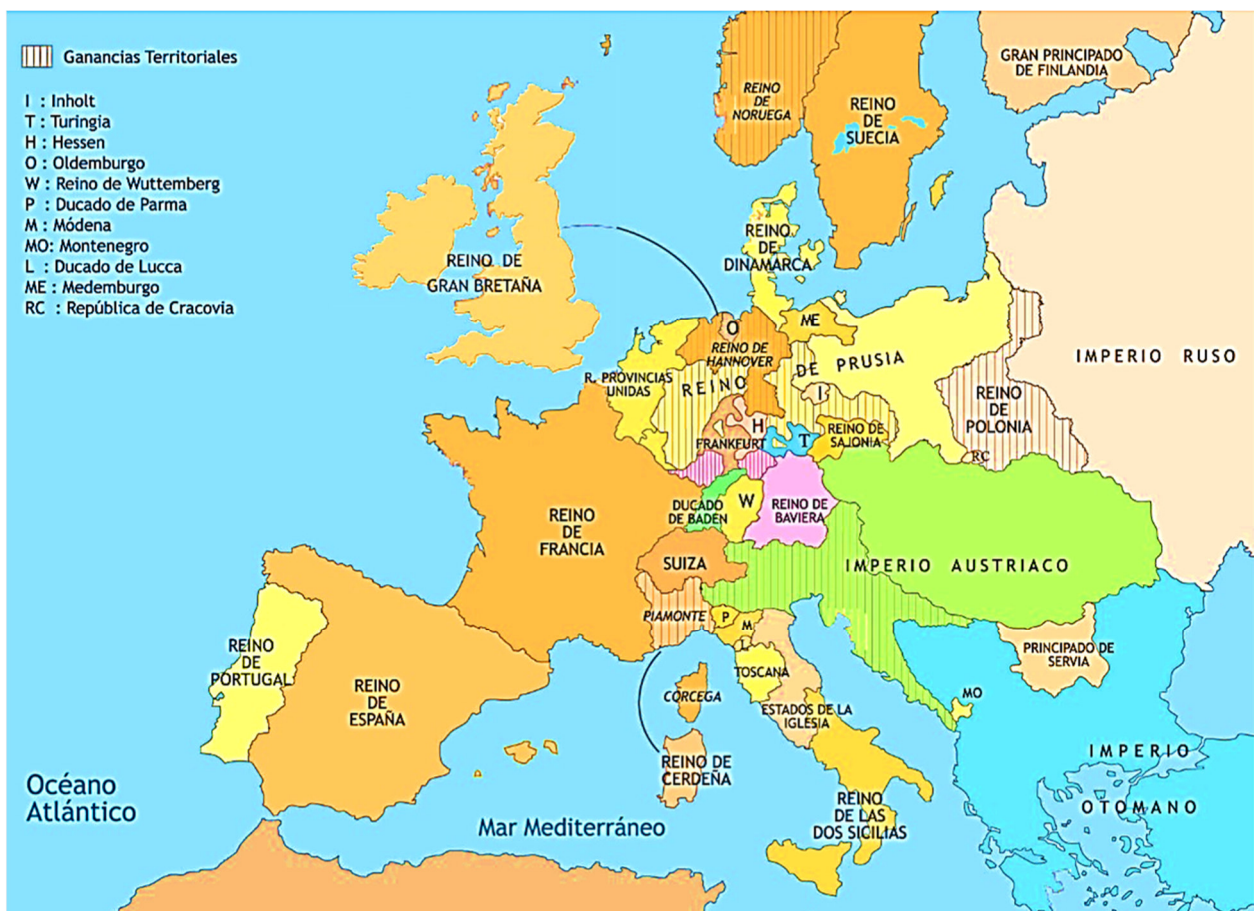 Ganancias Territoriales
I : Inholt
T : Turingia
H : Hessen
O : Oldemburgo
W : Reino de Wuttemberg
P : Ducado de Parma
M : Módena
MO: Montenegro
L : Ducado de Lucca
ME : Medemburgo
RC : República de Cracovia
GRAN PRINCIPADO
DE FINLANDIA
REINO
DE
NORUEGA
REINO
DE
SUECIA
REINO DE
GRAN BRETAÑA
REINO
DE
DINAMARCA
O
ME
REINO DE
HANNOVER
R. PROVINCIAS
UNIDAS
REINO
DE PRUSIA
I
IMPERIO RUSO
REINO
DE
POLONIA
RC
H
FRANKFURT
T
REINO DE
SAJONIA
DUCADO
DE BADEN
W
REINO DE
BAVIERA
REINO
DE
FRANCIA
SUIZA
IMPERIO AUSTRIACO
PIAMONTE
P
M
L
TOSCANA
PRINCIPADO DE
SERVIA
MO
REINO
DE
PORTUGAL
REINO
DE
ESPAÑA
CÓRCEGA
ESTADOS DE LA
IGLESIA
REINO DE
CERDEÑA
IMPERIO
OTOMANO
REINO
DE LAS
DOS SICILIAS
Océano
Atlántico
Mar Mediterráneo